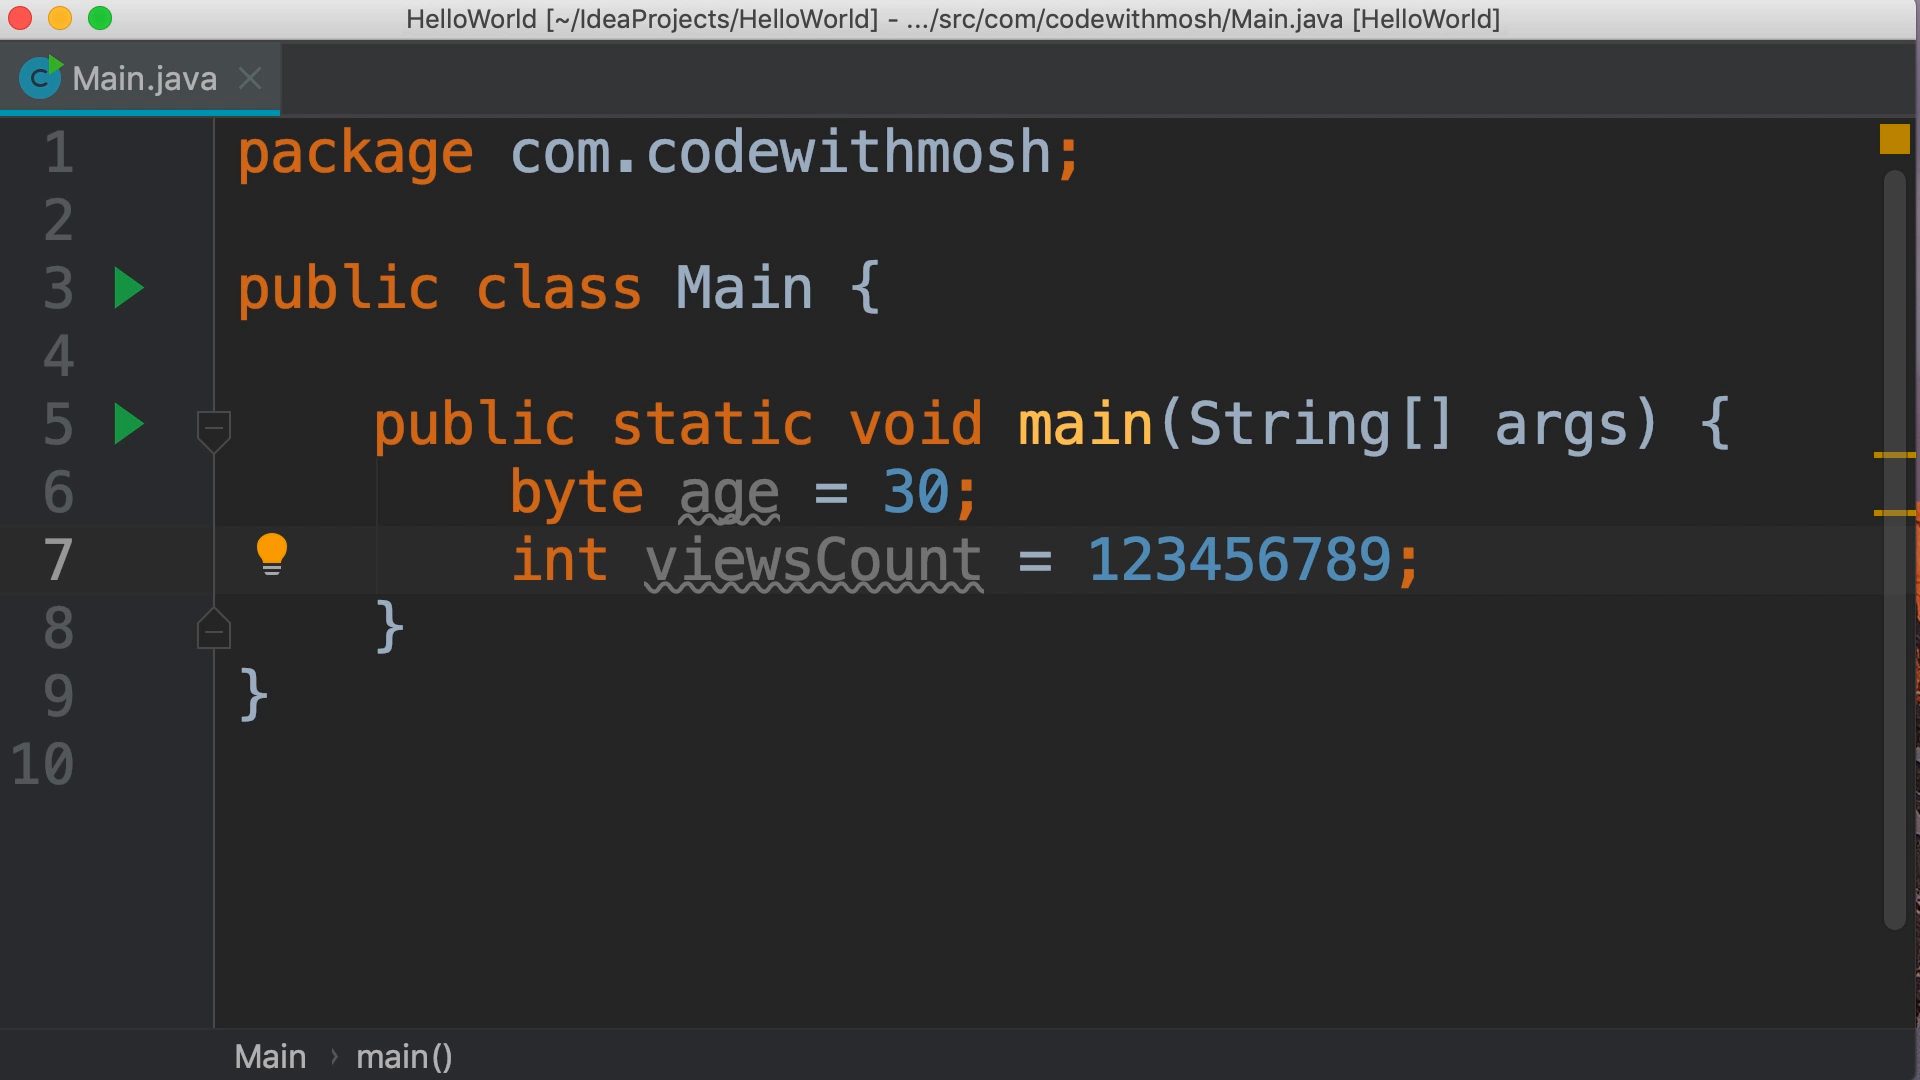 HelloWorld [~/IdeaProjects/HelloWorld] - .../src/com/codewithmosh/Main.java [HelloWorld]
C Main.java
1 package com.codewithmosh;
2
3 public class Main {
4
5 public static void main(String[] args) {
6 byte age = 30;
7 int viewsCount = 123456789;
8 }
9 }
10
Main › main()